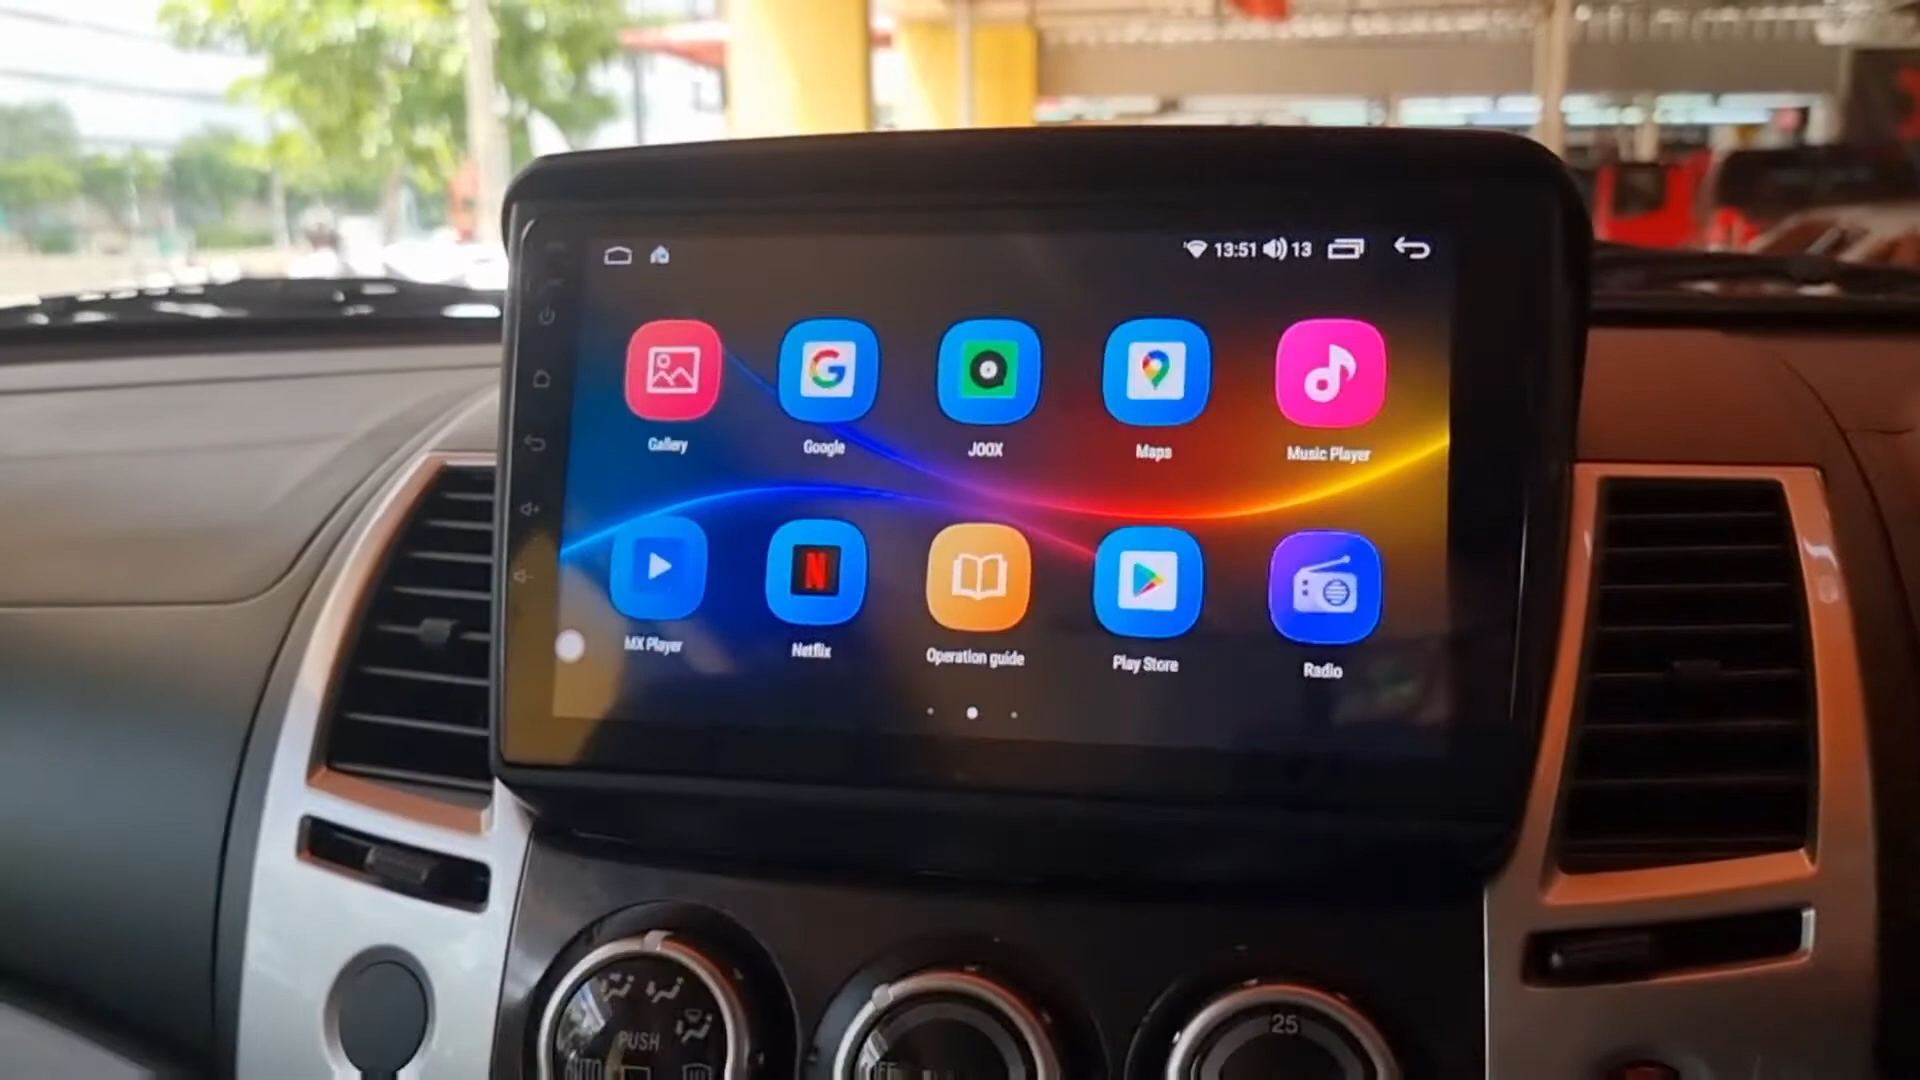 13:51 13
Gallery Google JOOX Maps Music Player
MX Player Netflix Operation guide Play Store Radio
PUSH
AUTO
25